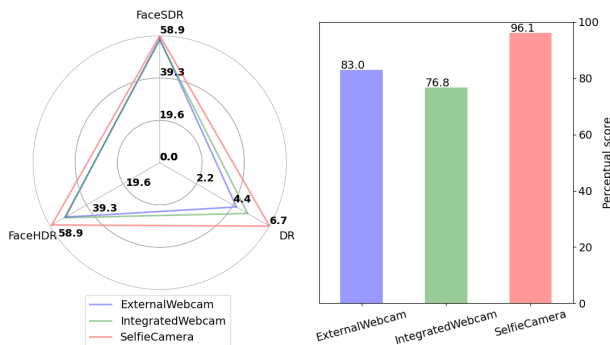 FaceSDR
58.9
39.3
19.6
0.0
2.2
4.4
6.7
DR
19.6
39.3
58.9
FaceHDR
ExternalWebcam
IntegratedWebcam
SelfieCamera
83.0
76.8
96.1
100
80
60
40
20
0
Perceptual score
ExternalWebcam
IntegratedWebcam
SelfieCamera